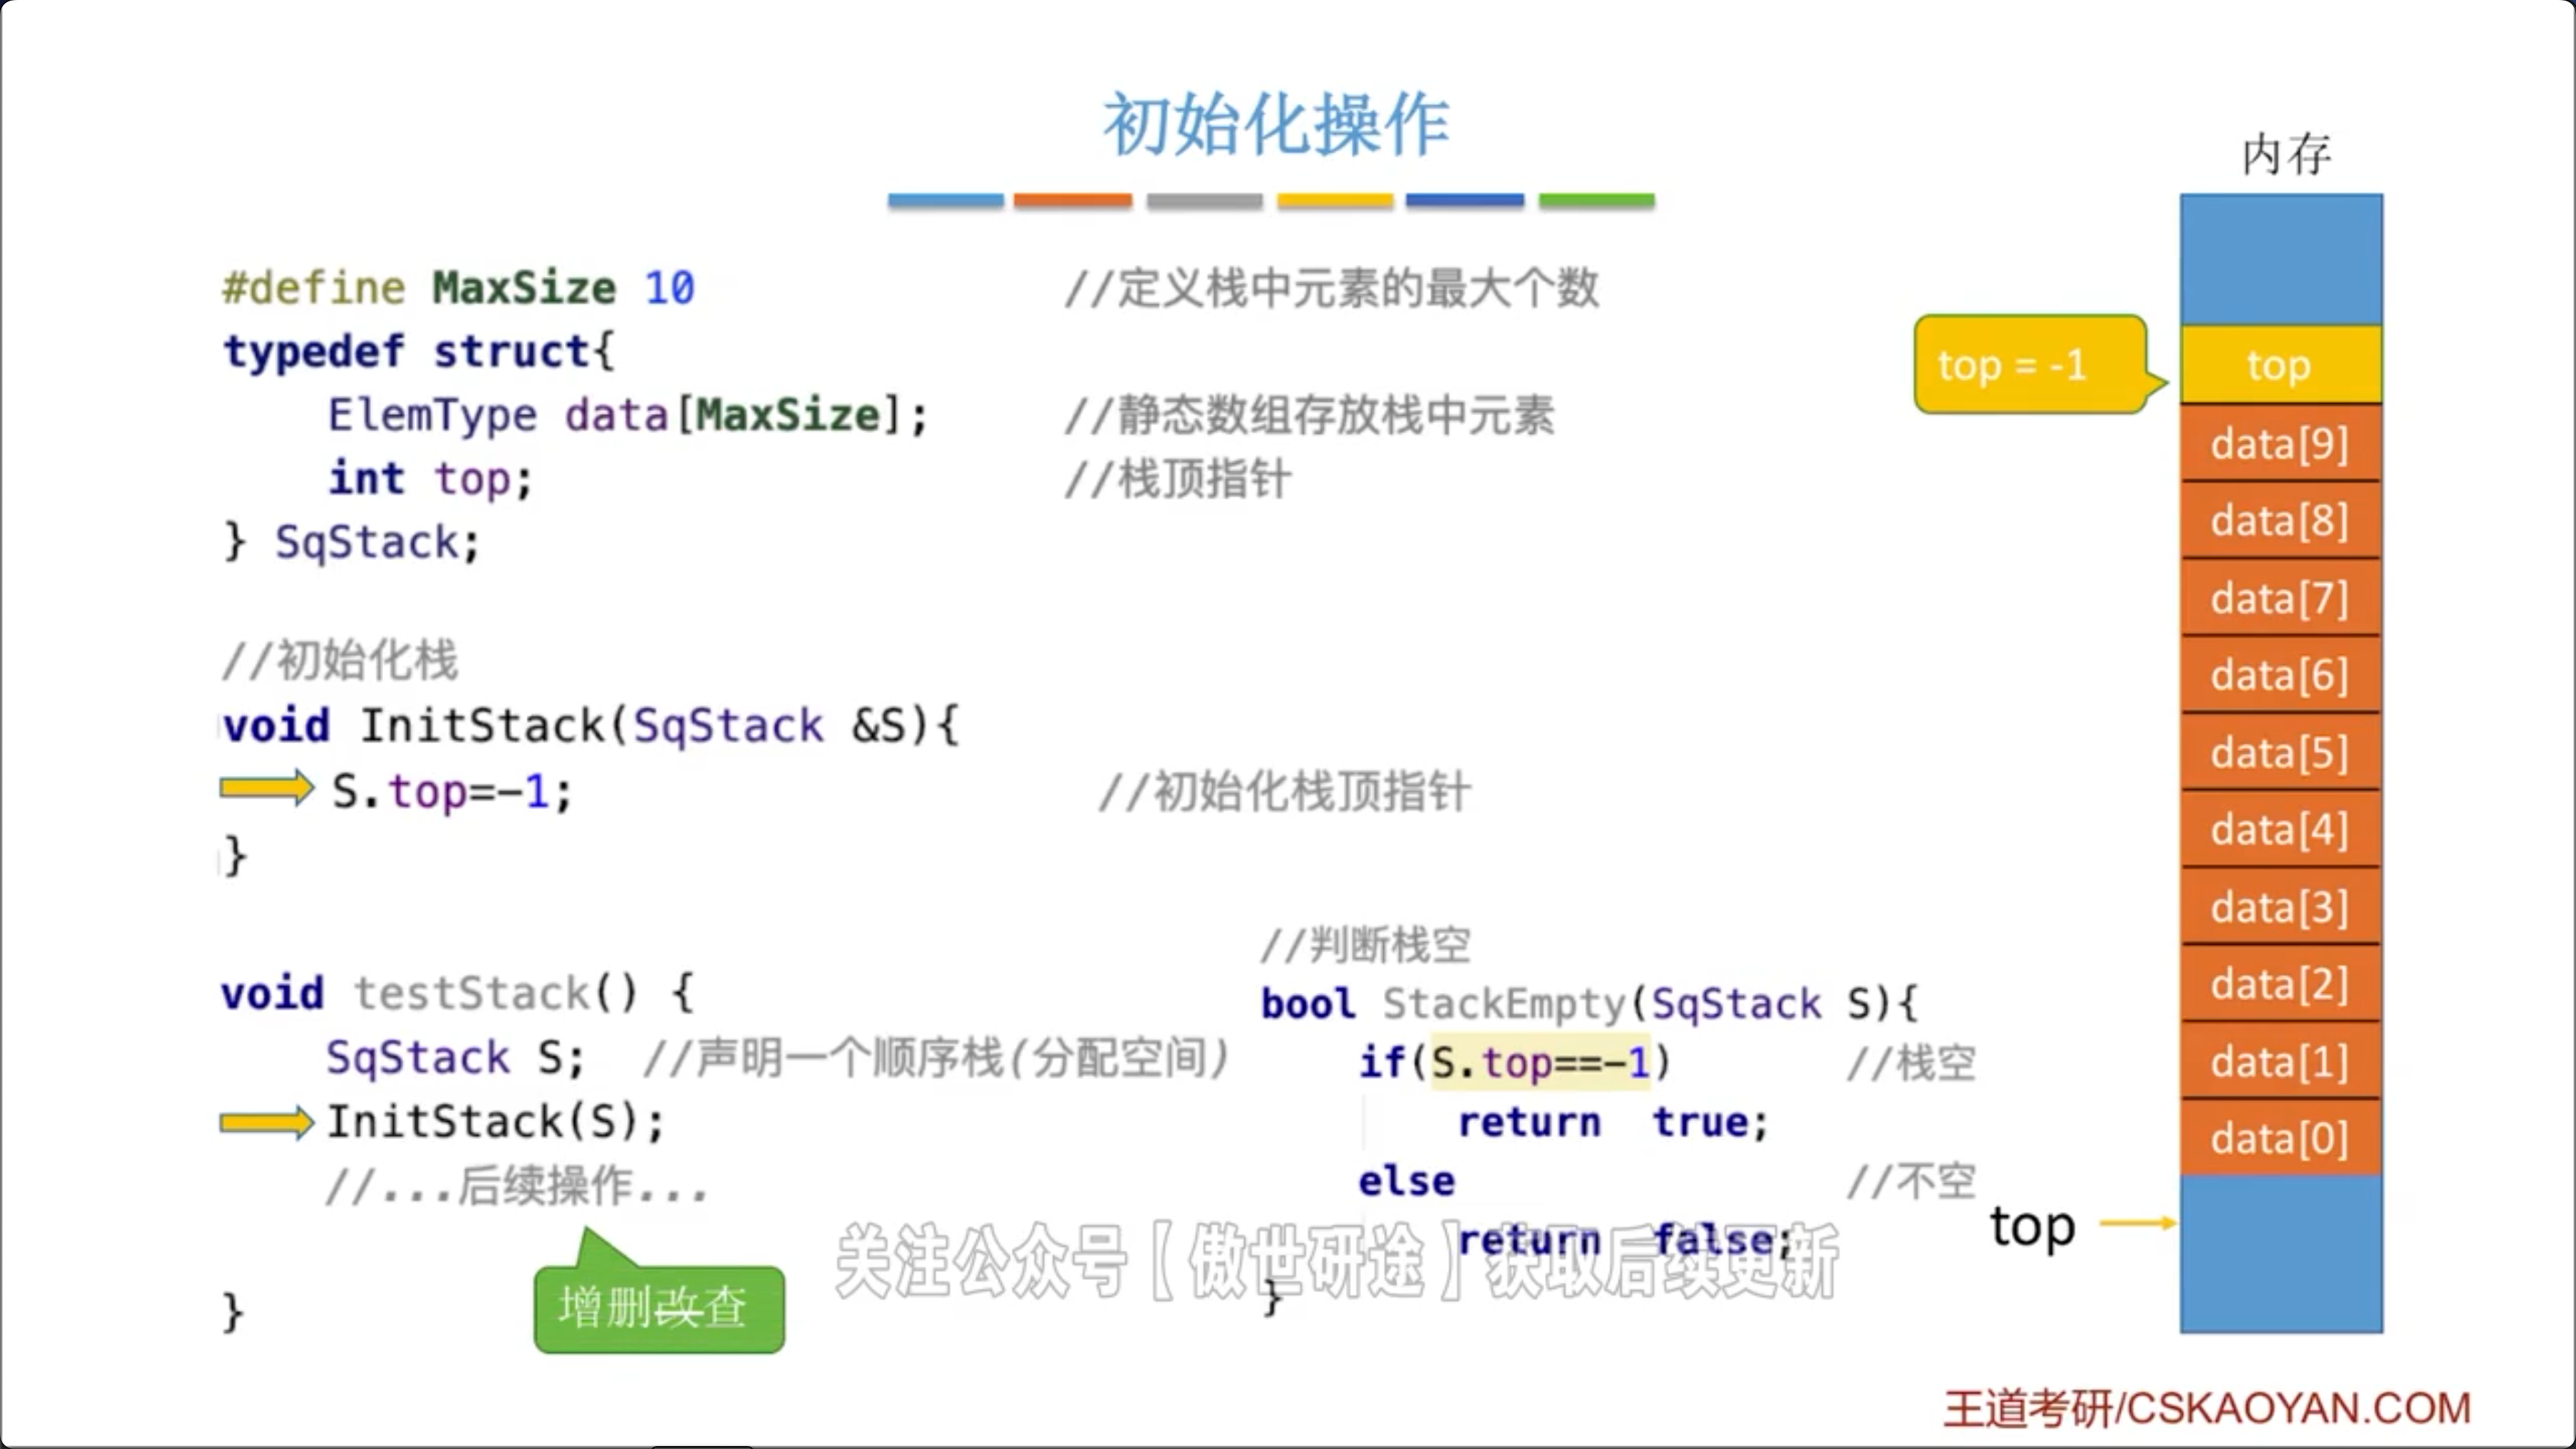 初始化操作
#define MaxSize 10 //定义栈中元素的最大个数
typedef struct{
ElemType data[MaxSize]; //静态数组存放栈中元素
int top; //栈顶指针
} SqStack;
//初始化栈
void InitStack(SqStack &S){
S.top=-1; //初始化栈顶指针
}
void testStack() {
SqStack S; //声明一个顺序栈(分配空间)
InitStack(S);
//...后续操作...
}
增删改查
//判断栈空
bool StackEmpty(SqStack S){
if(S.top==-1) //栈空
return true;
else //不空
return false;
}
关注公众号【傲世研途】获取后续更新
内存
top = -1
top
data[9]
data[8]
data[7]
data[6]
data[5]
data[4]
data[3]
data[2]
data[1]
data[0]
top
王道考研/CSKAOYAN.COM